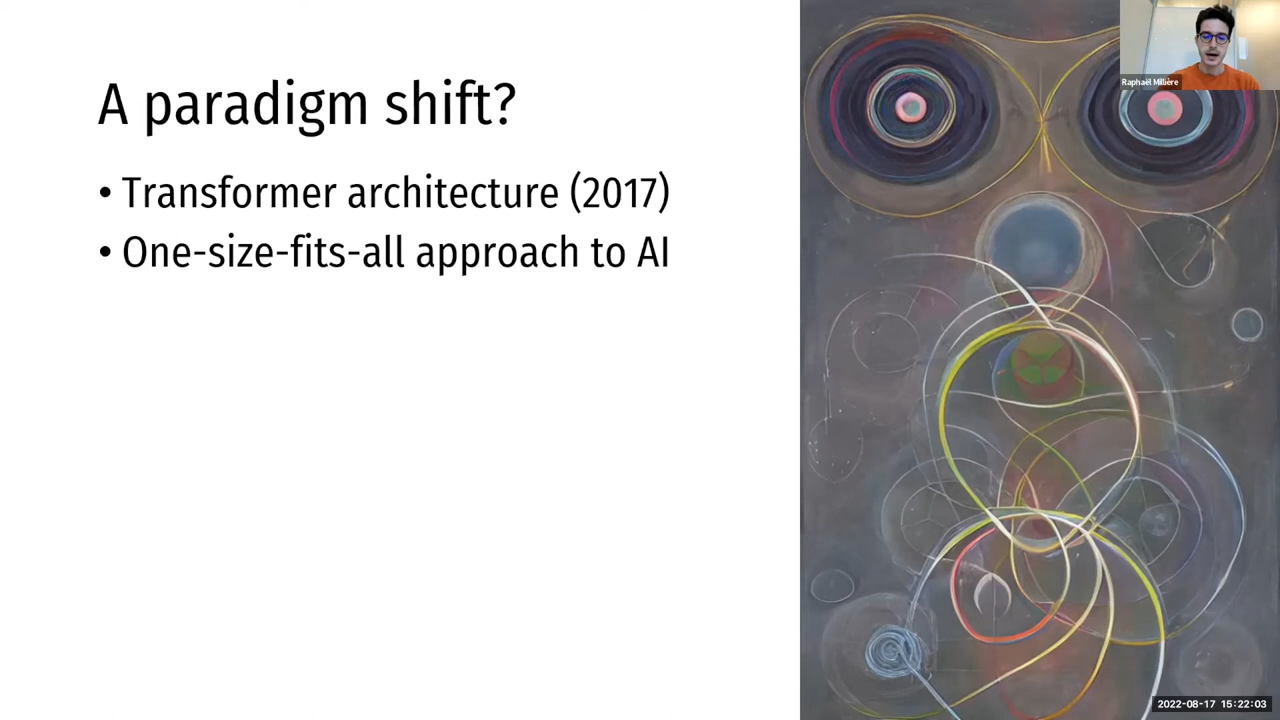 A paradigm shift?
• Transformer architecture (2017)
• One-size-fits-all approach to AI
Raphaël Millière
2022-08-17 15:22:03